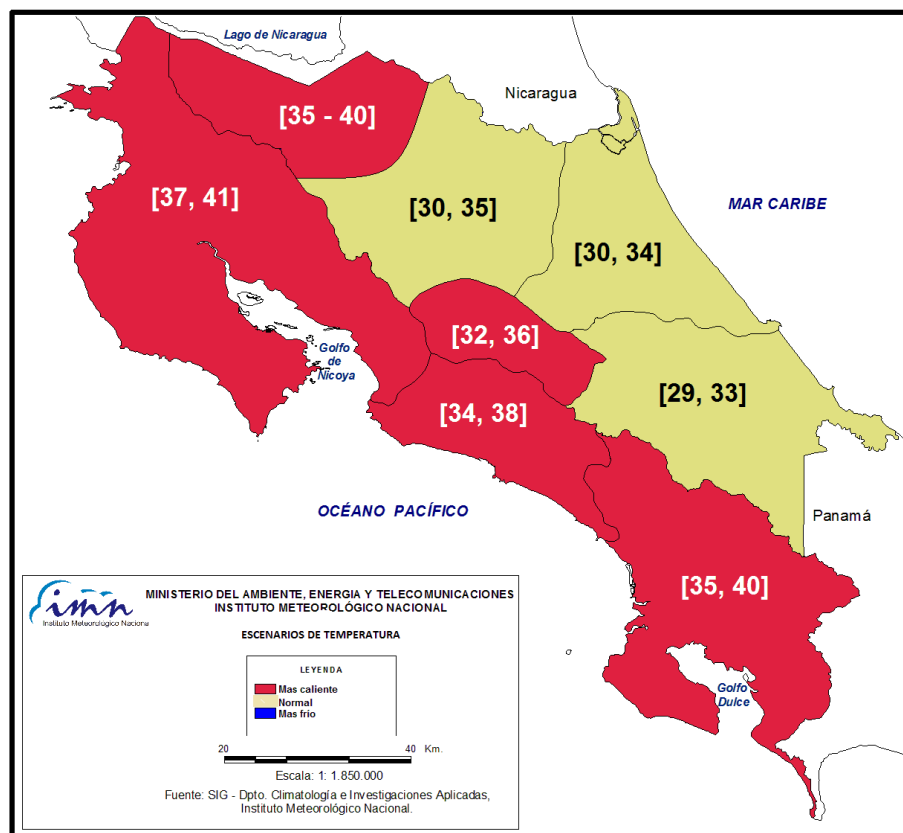 Lago de Nicaragua
Nicaragua
[35 - 40]
[37, 41]
[30, 35]
MAR CARIBE
[30, 34]
[32, 36]
Golfo
de
Nicoya
[29, 33]
[34, 38]
OCÉANO PACÍFICO
Panamá
[35, 40]
Golfo
Dulce
imn
Instituto Meteorológico Naciona
MINISTERIO DEL AMBIENTE, ENERGIA Y TELECOMUNICACIONES
INSTITUTO METEOROLÓGICO NACIONAL
ESCENARIOS DE TEMPERATURA
LEYENDA
Mas caliente
Normal
Mas frio
20 40 Km.
Escala: 1: 1.850.000
Fuente: SIG - Dpto. Climatología e Investigaciones Aplicadas,
Instituto Meteorológico Nacional.